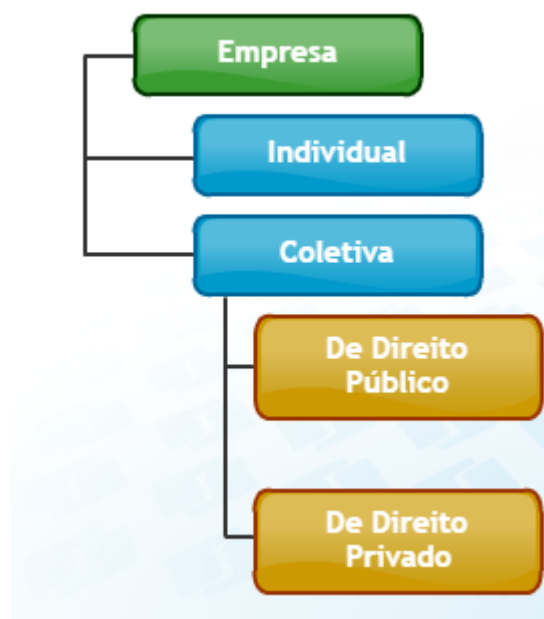 Empresa
Individual
Coletiva
De Direito
Público
De Direito
Privado